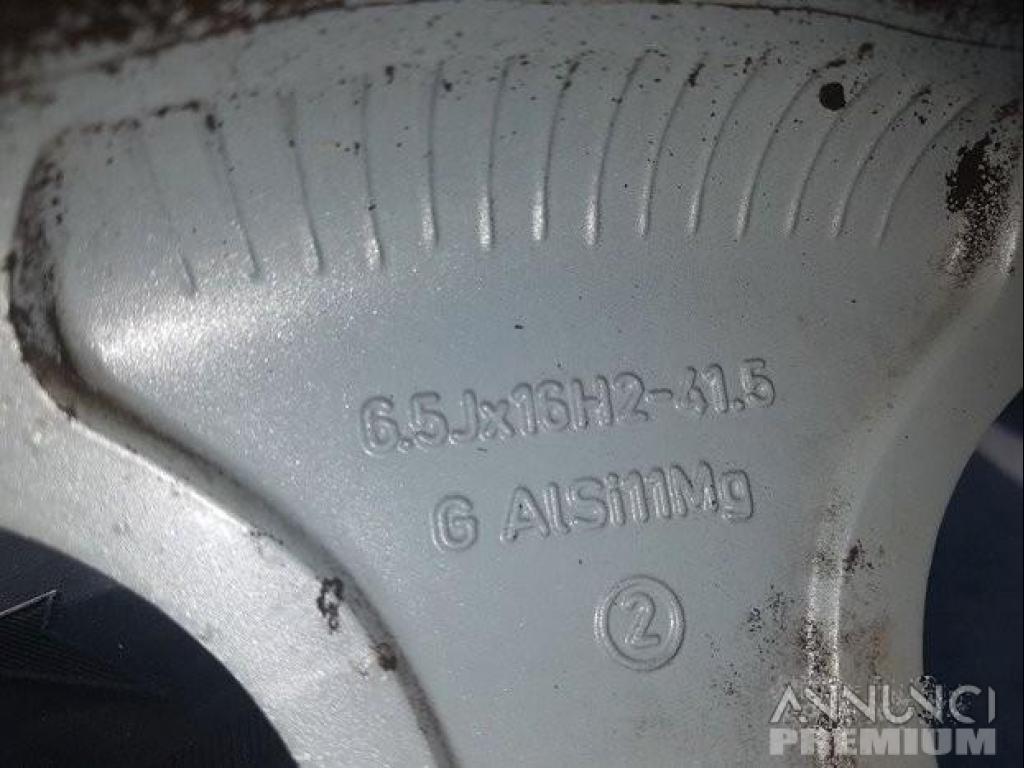 6.5Jx16H2-41.5
G AlSi11Mg
2
ANNUNCI
PREMIUM